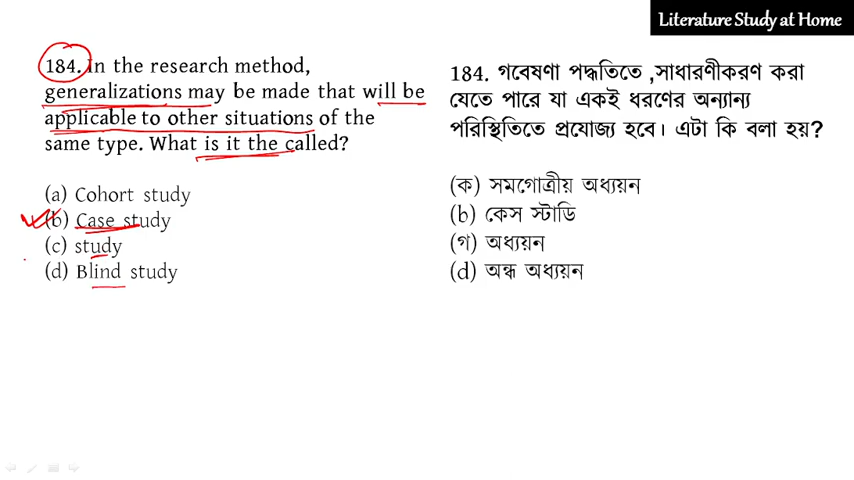 Literature Study at Home
184. In the research method,
generalizations may be made that will be
applicable to other situations of the
same type. What is it the called?
(a) Cohort study
(b) Case study
(c) study
(d) Blind study
184. গবেষণা পদ্ধতিতে ,সাধারণীকরণ করা
যেতে পারে যা একই ধরণের অন্যান্য
পরিস্থিতিতে প্রযোজ্য হবে। এটা কি বলা হয়?
(ক) সমগোত্রীয় অধ্যয়ন
(b) কেস স্টাডি
(গ) অধ্যয়ন
(d) অন্ধ অধ্যয়ন